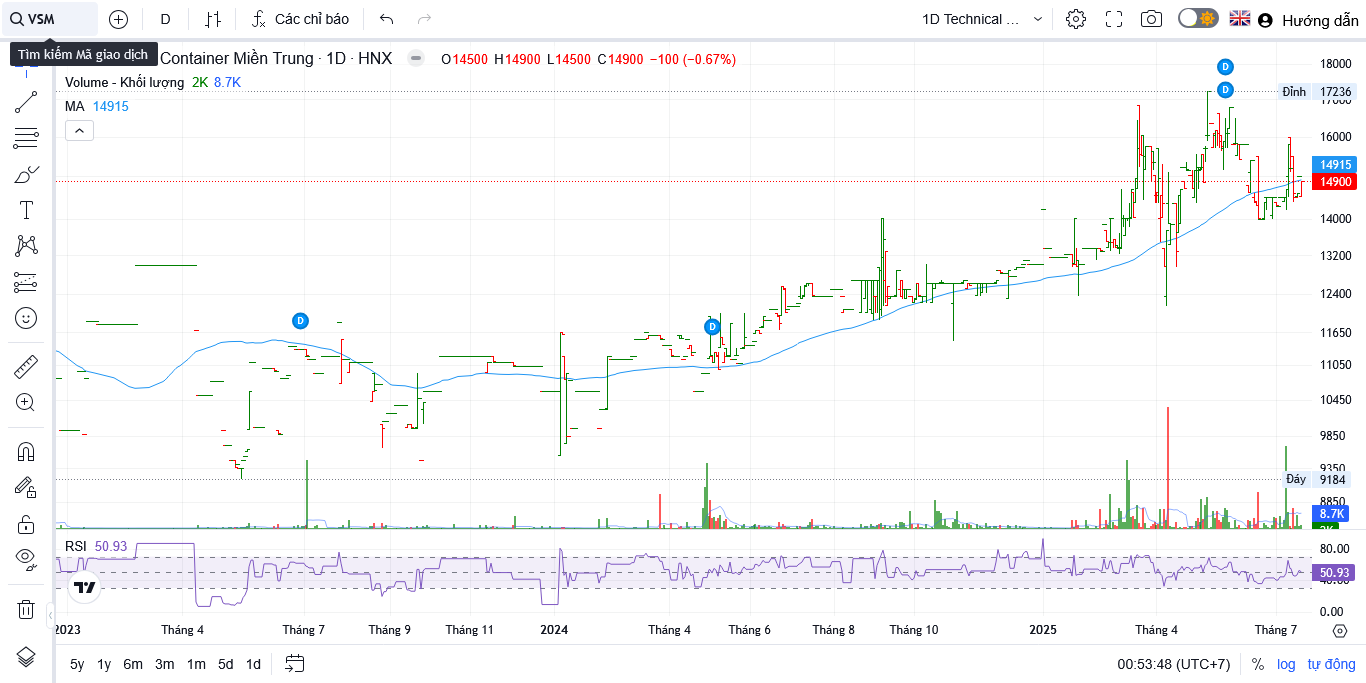 VSM
D
Các chỉ báo
1D Technical ...
Hướng dẫn
Tìm kiếm Mã giao dịch
Container Miền Trung · 1D · HNX
O14500 H14900 L14500 C14900 −100 (−0.67%)
Volume - Khối lượng 2K 8.7K
MA 14915
D
D
D
D
18000
Đỉnh 17236
17000
16000
14915
14900
14000
13200
12400
11650
11050
10450
9850
9350
Đáy 9184
8850
8.7K
2K
RSI 50.93
80.00
50.93
40.00
0.00
2023 Tháng 4 Tháng 7 Tháng 9 Tháng 11 2024 Tháng 4 Tháng 6 Tháng 8 Tháng 10 2025 Tháng 4 Tháng 7
5y 1y 6m 3m 1m 5d 1d
00:53:48 (UTC+7) % log tự động